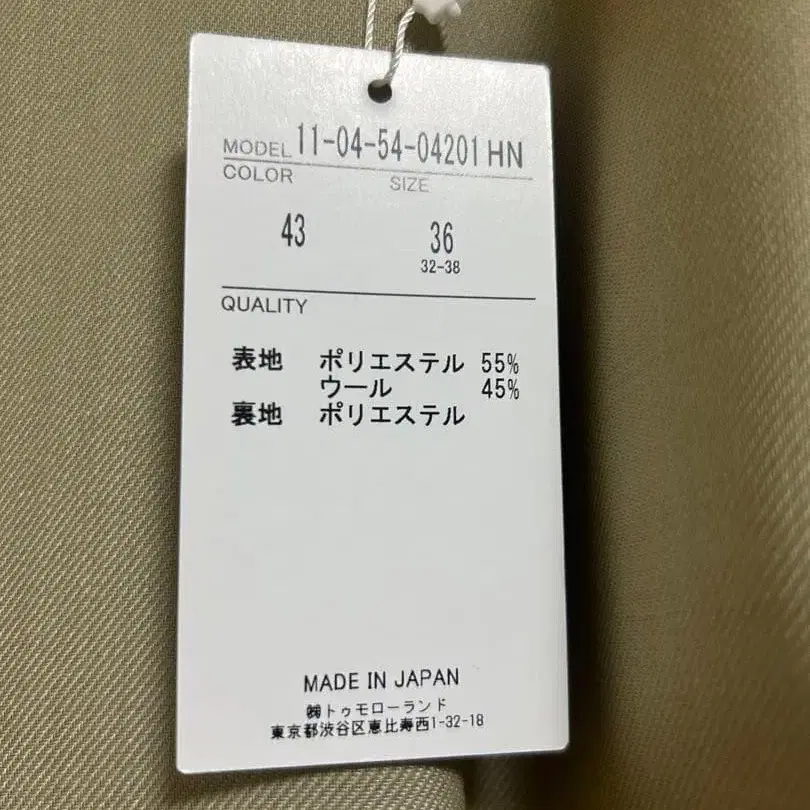 MODEL 11-04-54-04201 HN
COLOR SIZE
43 36
32-38
QUALITY
表地 ポリエステル 55%
ウール 45%
裏地 ポリエステル
MADE IN JAPAN
㈱トゥモローランド
東京都渋谷区恵比寿西1-32-18